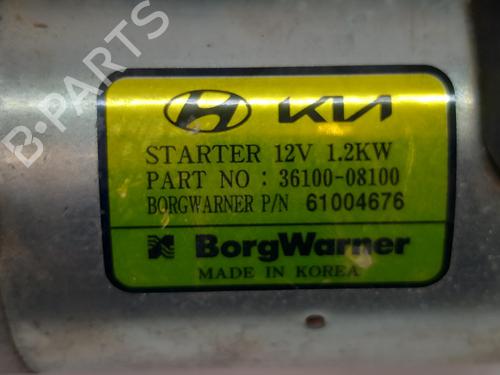 B-PARTS
KIA
STARTER 12V 1.2KW
PART NO : 36100-08100
BORGWARNER P/N 61004676
BorgWarner
MADE IN KOREA